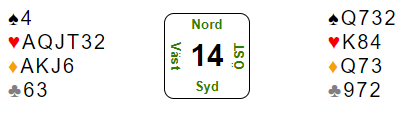 ♠4
♥AQJT32
♦AKJ6
♣63
Nord
Väst 14 ÖST
Syd
♠Q732
♥K84
♦Q73
♣972